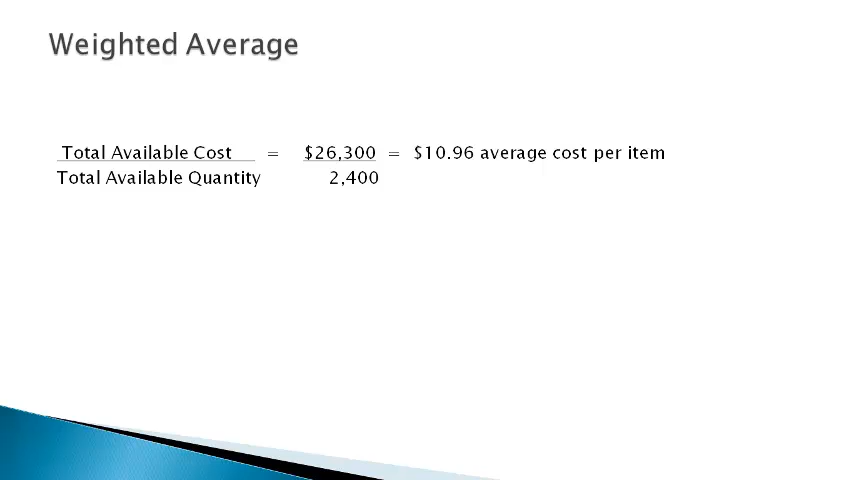 Weighted Average
Total Available Cost = $26,300 = $10.96 average cost per item
Total Available Quantity 2,400